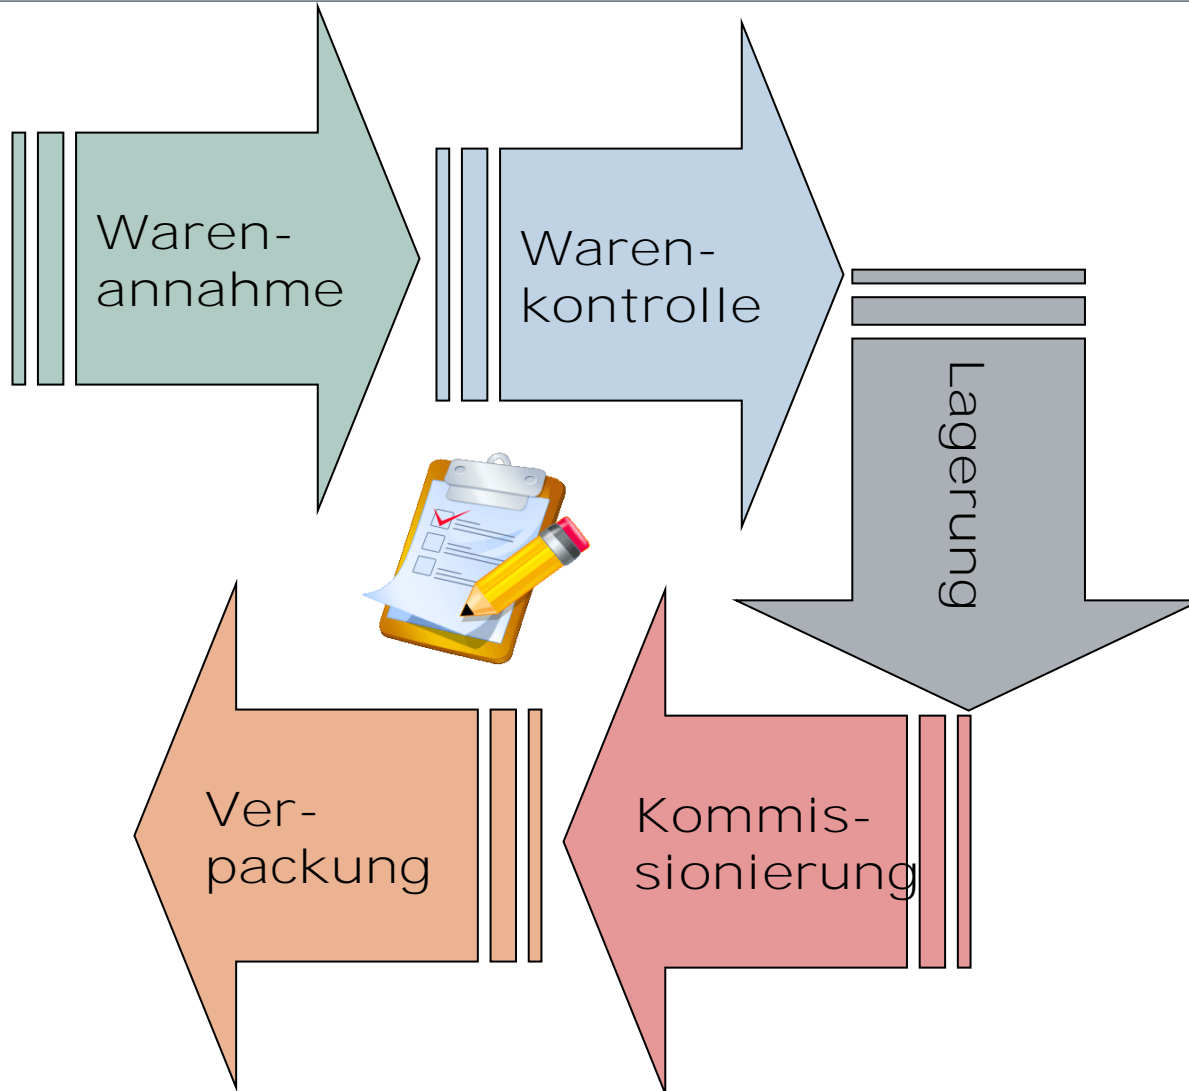 Waren-
annahme
Waren-
kontrolle
Lagerung
Kommis-
sionierung
Ver-
packung